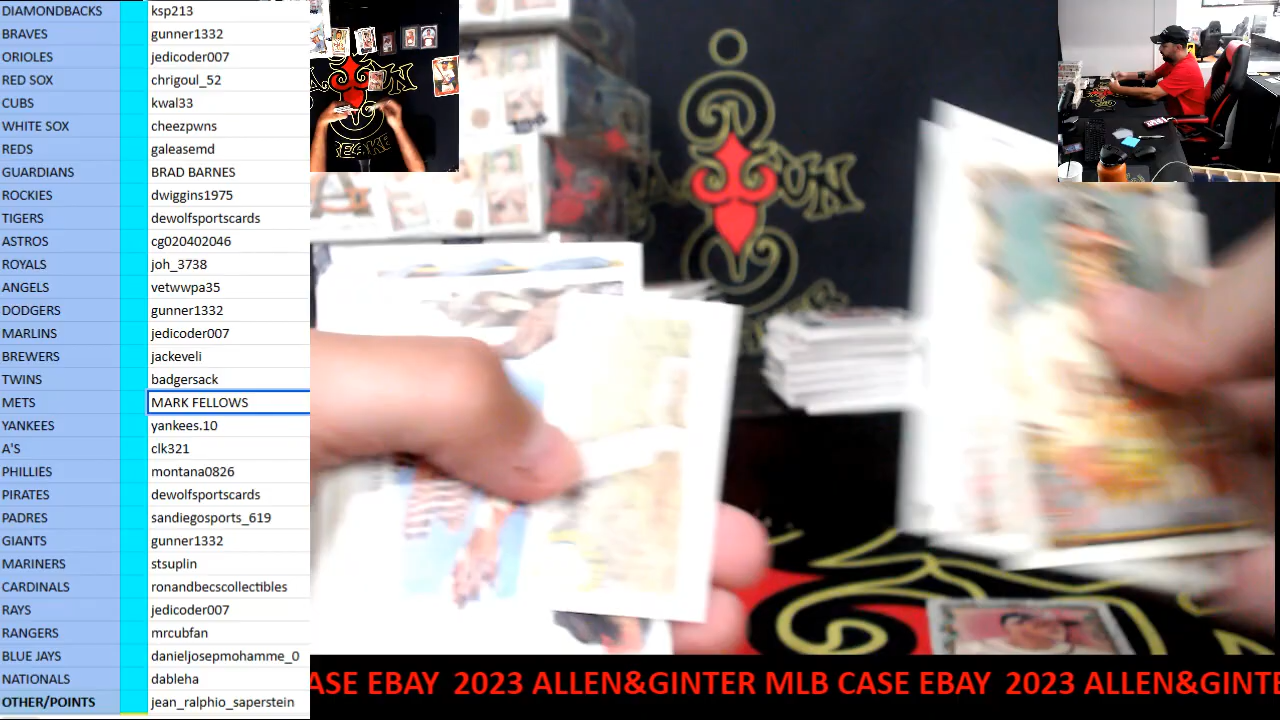 DIAMONDBACKS ksp213
BRAVES gunner1332
ORIOLES jedicoder007
RED SOX chrigoul_52
CUBS kwal33
WHITE SOX cheezpwns
REDS galeasemd
GUARDIANS BRAD BARNES
ROCKIES dwiggins1975
TIGERS dewolfsportscards
ASTROS cg020402046
ROYALS joh_3738
ANGELS vetwwpa35
DODGERS gunner1332
MARLINS jedicoder007
BREWERS jackeveli
TWINS badgersack
METS MARK FELLOWS
YANKEES yankees.10
A'S clk321
PHILLIES montana0826
PIRATES dewolfsportscards
PADRES sandiegosports_619
GIANTS gunner1332
MARINERS stsuplin
CARDINALS ronandbecscollectibles
RAYS jedicoder007
RANGERS mrcubfan
BLUE JAYS danieljosepmohamme_0
NATIONALS dableha
OTHER/POINTS jean_ralphio_saperstein
ASE EBAY 2023 ALLEN&GINTER MLB CASE EBAY 2023 ALLEN&GINTE